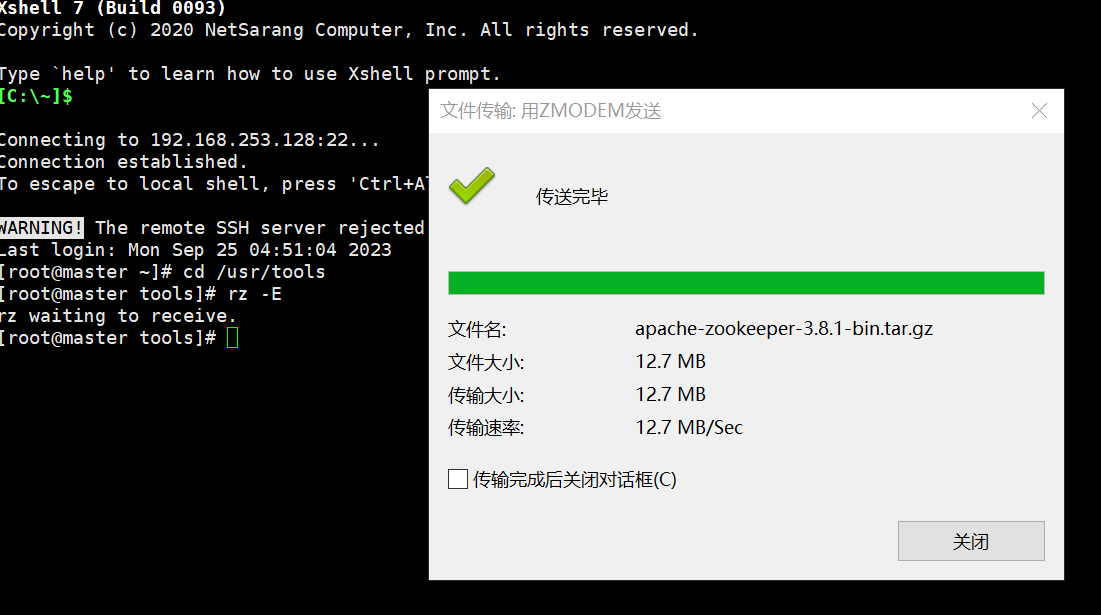 Xshell 7 (Build 0093)
Copyright (c) 2020 NetSarang Computer, Inc. All rights reserved.
Type `help' to learn how to use Xshell prompt.
[C:\~]$
Connecting to 192.168.253.128:22...
Connection established.
To escape to local shell, press 'Ctrl+Al
WARNING! The remote SSH server rejected
Last login: Mon Sep 25 04:51:04 2023
[root@master ~]# cd /usr/tools
[root@master tools]# rz -E
rz waiting to receive.
[root@master tools]#
文件传输: 用ZMODEM发送
传送完毕
文件名: apache-zookeeper-3.8.1-bin.tar.gz
文件大小: 12.7 MB
传输大小: 12.7 MB
传输速率: 12.7 MB/Sec
传输完成后关闭对话框(C)
关闭